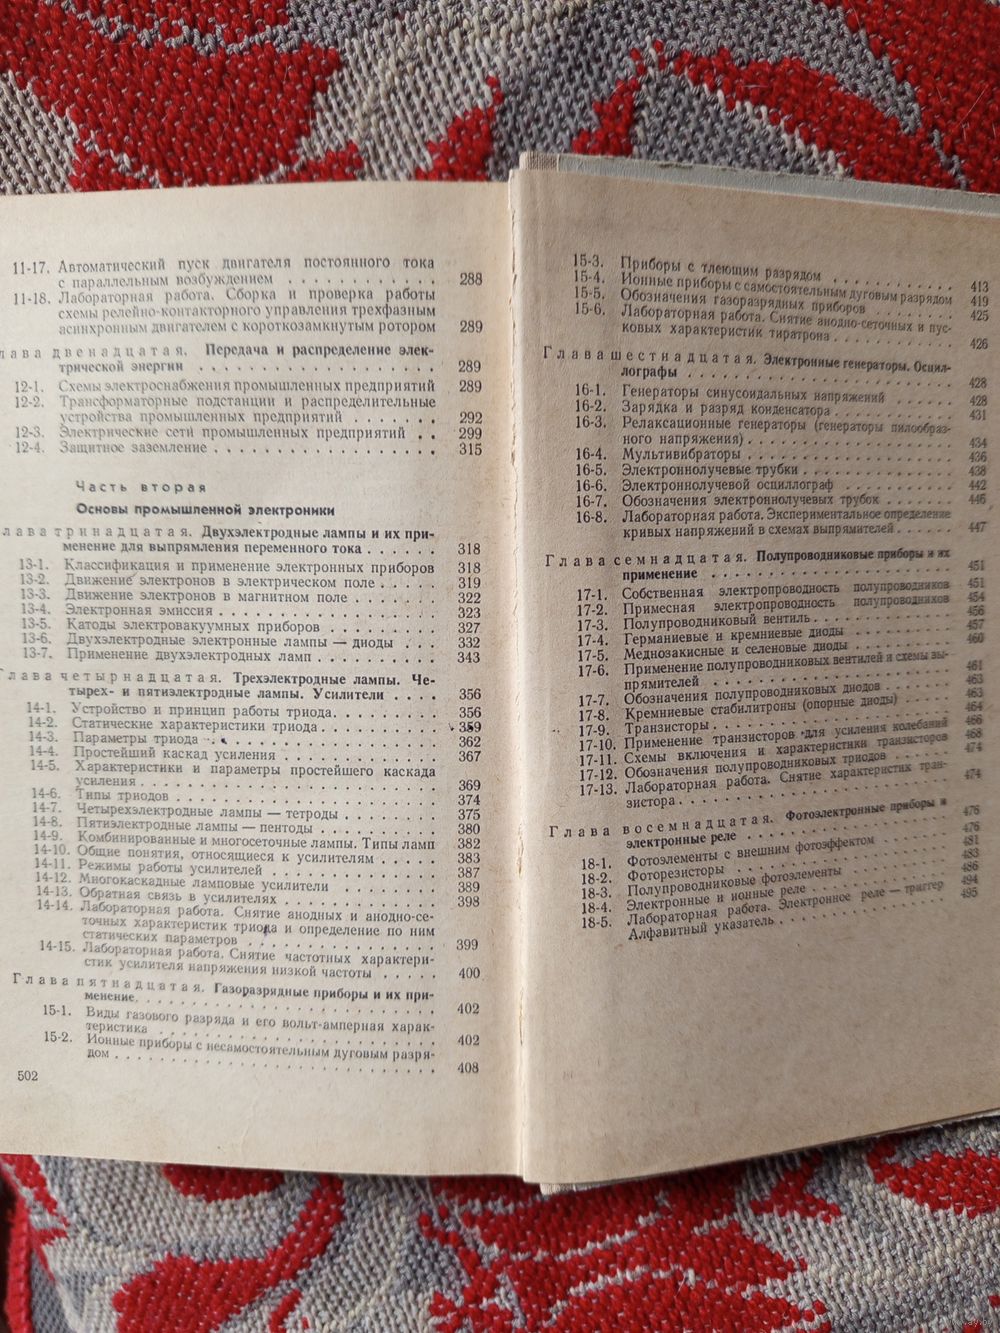 11-17. Автоматический пуск двигателя постоянного тока
с параллельным возбуждением . . . . . . . . . . . 288
11-18. Лабораторная работа. Сборка и проверка работы
схемы релейно-контакторного управления трехфазным
асинхронным двигателем с короткозамкнутым ротором 289
лава двенадцатая. Передача и распределение элек-
трической энергии . . . . . . . . . . . . . . . . . 289
12-1. Схемы электроснабжения промышленных предприятий 289
12-2. Трансформаторные подстанции и распределительные
устройства промышленных предприятий . . . . . . . 292
12-3. Электрические сети промышленных предприятий . . 299
12-4. Защитное заземление . . . . . . . . . . . . . . . . 315
Часть вторая
Основы промышленной электроники
лава тринадцатая. Двухэлектродные лампы и их при-
менение для выпрямления переменного тока . . . . . . 318
13-1. Классификация и применение электронных приборов 318
13-2. Движение электронов в электрическом поле . . . . . 319
13-3. Движение электронов в магнитном поле . . . . . . . 322
13-4. Электронная эмиссия . . . . . . . . . . . . . . . . 323
13-5. Катоды электровакуумных приборов . . . . . . . . . 327
13-6. Двухэлектродные электронные лампы — диоды . . . 332
13-7. Применение двухэлектродных ламп . . . . . . . . . . 343
Глава четырнадцатая. Трехэлектродные лампы. Че-
тырех- и пятиэлектродные лампы. Усилители . . . . 356
14-1. Устройство и принцип работы триода . . . . . . . . 356
14-2. Статические характеристики триода . . . . . . . . . 359
14-3. Параметры триода . . . . . . . . . . . . . . . . . 362
14-4. Простейший каскад усиления . . . . . . . . . . . . 367
14-5. Характеристики и параметры простейшего каскада
усиления . . . . . . . . . . . . . . . . . . . . . 369
14-6. Типы триодов . . . . . . . . . . . . . . . . . . . 374
14-7. Четырехэлектродные лампы — тетроды . . . . . . . . 375
14-8. Пятиэлектродные лампы — пентоды . . . . . . . . . 380
14-9. Комбинированные и многосеточные лампы. Типы ламп 382
14-10. Общие понятия, относящиеся к усилителям . . . . . 383
14-11. Режимы работы усилителей . . . . . . . . . . . . . 387
14-12. Многокаскадные ламповые усилители . . . . . . . . 389
14-13. Обратная связь в усилителях . . . . . . . . . . . . 398
14-14. Лабораторная работа. Снятие анодных и анодно-се-
точных характеристик триода и определение по ним
статических параметров . . . . . . . . . . . . . . 399
14-15. Лабораторная работа. Снятие частотных характери-
стик усилителя напряжения низкой частоты . . . . . 400
Глава пятнадцатая. Газоразрядные приборы и их при-
менение . . . . . . . . . . . . . . . . . . . . . . 402
15-1. Виды газового разряда и его вольт-амперная харак-
теристика . . . . . . . . . . . . . . . . . . . . . 402
15-2. Ионные приборы с несамостоятельным дуговым разря-
дом . . . . . . . . . . . . . . . . . . . . . . . . 408
502
15-3. Приборы с тлеющим разрядом . . . . . . . . . . . . 413
15-4. Ионные приборы с самостоятельным дуговым разрядом 419
15-5. Обозначения газоразрядных приборов . . . . . . . . 425
15-6. Лабораторная работа. Снятие анодно-сеточных и пус-
ковых характеристик тиратрона . . . . . . . . . . . 426
Глава шестнадцатая. Электронные генераторы. Осцил-
лографы . . . . . . . . . . . . . . . . . . . . . . 428
16-1. Генераторы синусоидальных напряжений . . . . . . . 428
16-2. Зарядка и разряд конденсатора . . . . . . . . . . . 431
16-3. Релаксационные генераторы (генераторы пилообраз-
ного напряжения) . . . . . . . . . . . . . . . . . 434
16-4. Мультивибраторы . . . . . . . . . . . . . . . . . 436
16-5. Электроннолучевые трубки . . . . . . . . . . . . . 438
16-6. Электроннолучевой осциллограф . . . . . . . . . . 442
16-7. Обозначения электроннолучевых трубок . . . . . . . 446
16-8. Лабораторная работа. Экспериментальное определение
кривых напряжений в схемах выпрямителей . . . . . 447
Глава семнадцатая. Полупроводниковые приборы и их
применение . . . . . . . . . . . . . . . . . . . . 451
17-1. Собственная электропроводность полупроводников 451
17-2. Примесная электропроводность полупроводников 454
17-3. Полупроводниковый вентиль . . . . . . . . . . . . 456
17-4. Германиевые и кремниевые диоды . . . . . . . . . . 457
17-5. Меднозакисные и селеновые диоды . . . . . . . . . 460
17-6. Применение полупроводниковых вентилей и схемы вы-
прямителей . . . . . . . . . . . . . . . . . . . . 461
17-7. Обозначения полупроводниковых диодов . . . . . . . 463
17-8. Кремниевые стабилитроны (опорные диоды) . . . . . 463
17-9. Транзисторы . . . . . . . . . . . . . . . . . . . 464
17-10. Применение транзисторов для усиления колебаний 466
17-11. Схемы включения и характеристики транзисторов 468
17-12. Обозначения полупроводниковых триодов . . . . . . 474
17-13. Лабораторная работа. Снятие характеристик тран-
зистора . . . . . . . . . . . . . . . . . . . . . 474
Глава восемнадцатая. Фотоэлектронные приборы и
электронные реле . . . . . . . . . . . . . . . . . 476
18-1. Фотоэлементы с внешним фотоэффектом . . . . . . . 476
18-2. Фоторезисторы . . . . . . . . . . . . . . . . . . 481
18-3. Полупроводниковые фотоэлементы . . . . . . . . . . 483
18-4. Электронные и ионные реле . . . . . . . . . . . . 486
18-5. Лабораторная работа. Электронное реле — триггер 494
Алфавитный указатель . . . . . . . . . . . . . . . 495